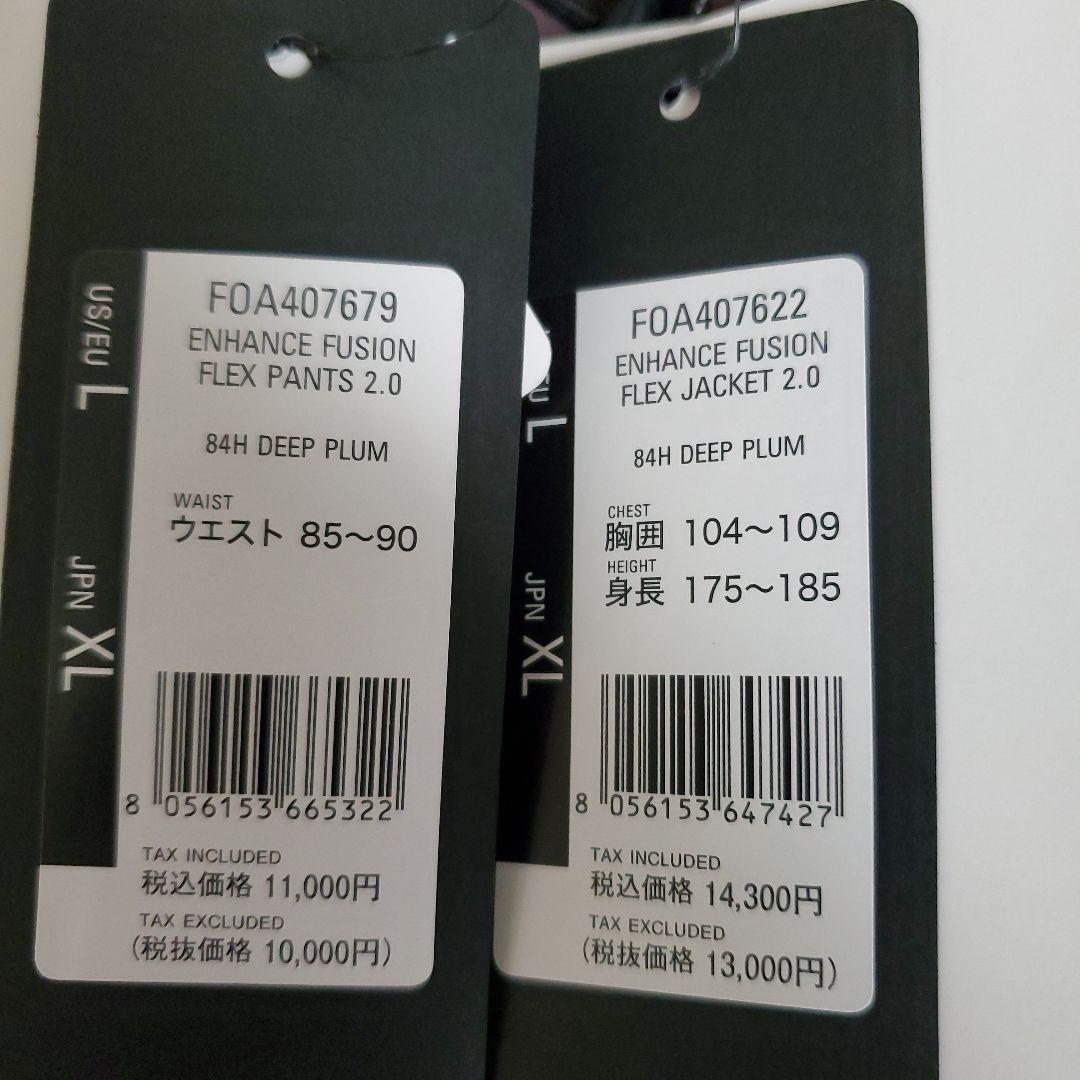 US/EU L
JPN XL
FOA407679
ENHANCE FUSION
FLEX PANTS 2.0
84H DEEP PLUM
WAIST
ウエスト 85～90
8 056153 665322
TAX INCLUDED
税込価格 11,000円
TAX EXCLUDED
(税抜価格 10,000円)
EU L
JPN XL
FOA407622
ENHANCE FUSION
FLEX JACKET 2.0
84H DEEP PLUM
CHEST
胸囲 104～109
HEIGHT
身長 175～185
8 056153 647427
TAX INCLUDED
税込価格 14,300円
TAX EXCLUDED
(税抜価格 13,000円)